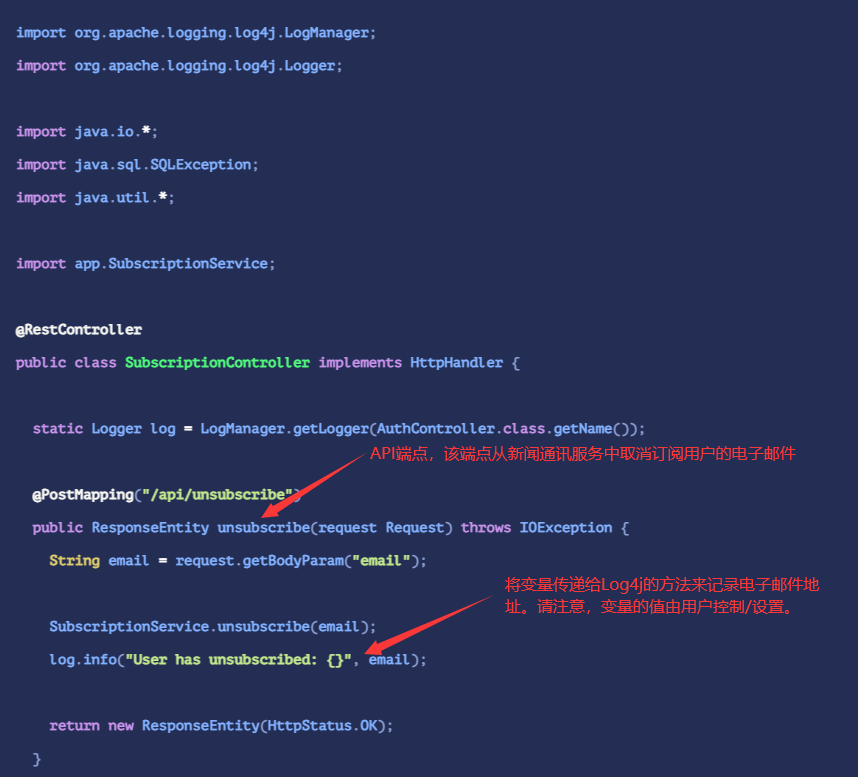 import org.apache.logging.log4j.LogManager;
import org.apache.logging.log4j.Logger;
import java.io.*;
import java.sql.SQLException;
import java.util.*;
import app.SubscriptionService;
@RestController
public class SubscriptionController implements HttpHandler {
static Logger log = LogManager.getLogger(AuthController.class.getName());
API端点，该端点从新闻通讯服务中取消订阅用户的电子邮件
@PostMapping("/api/unsubscribe")
public ResponseEntity unsubscribe(request Request) throws IOException {
String email = request.getBodyParam("email");
将变量传递给Log4j的方法来记录电子邮件地
址。请注意，变量的值由用户控制/设置。
SubscriptionService.unsubscribe(email);
log.info("User has unsubscribed: {}", email);
return new ResponseEntity(HttpStatus.OK);
}